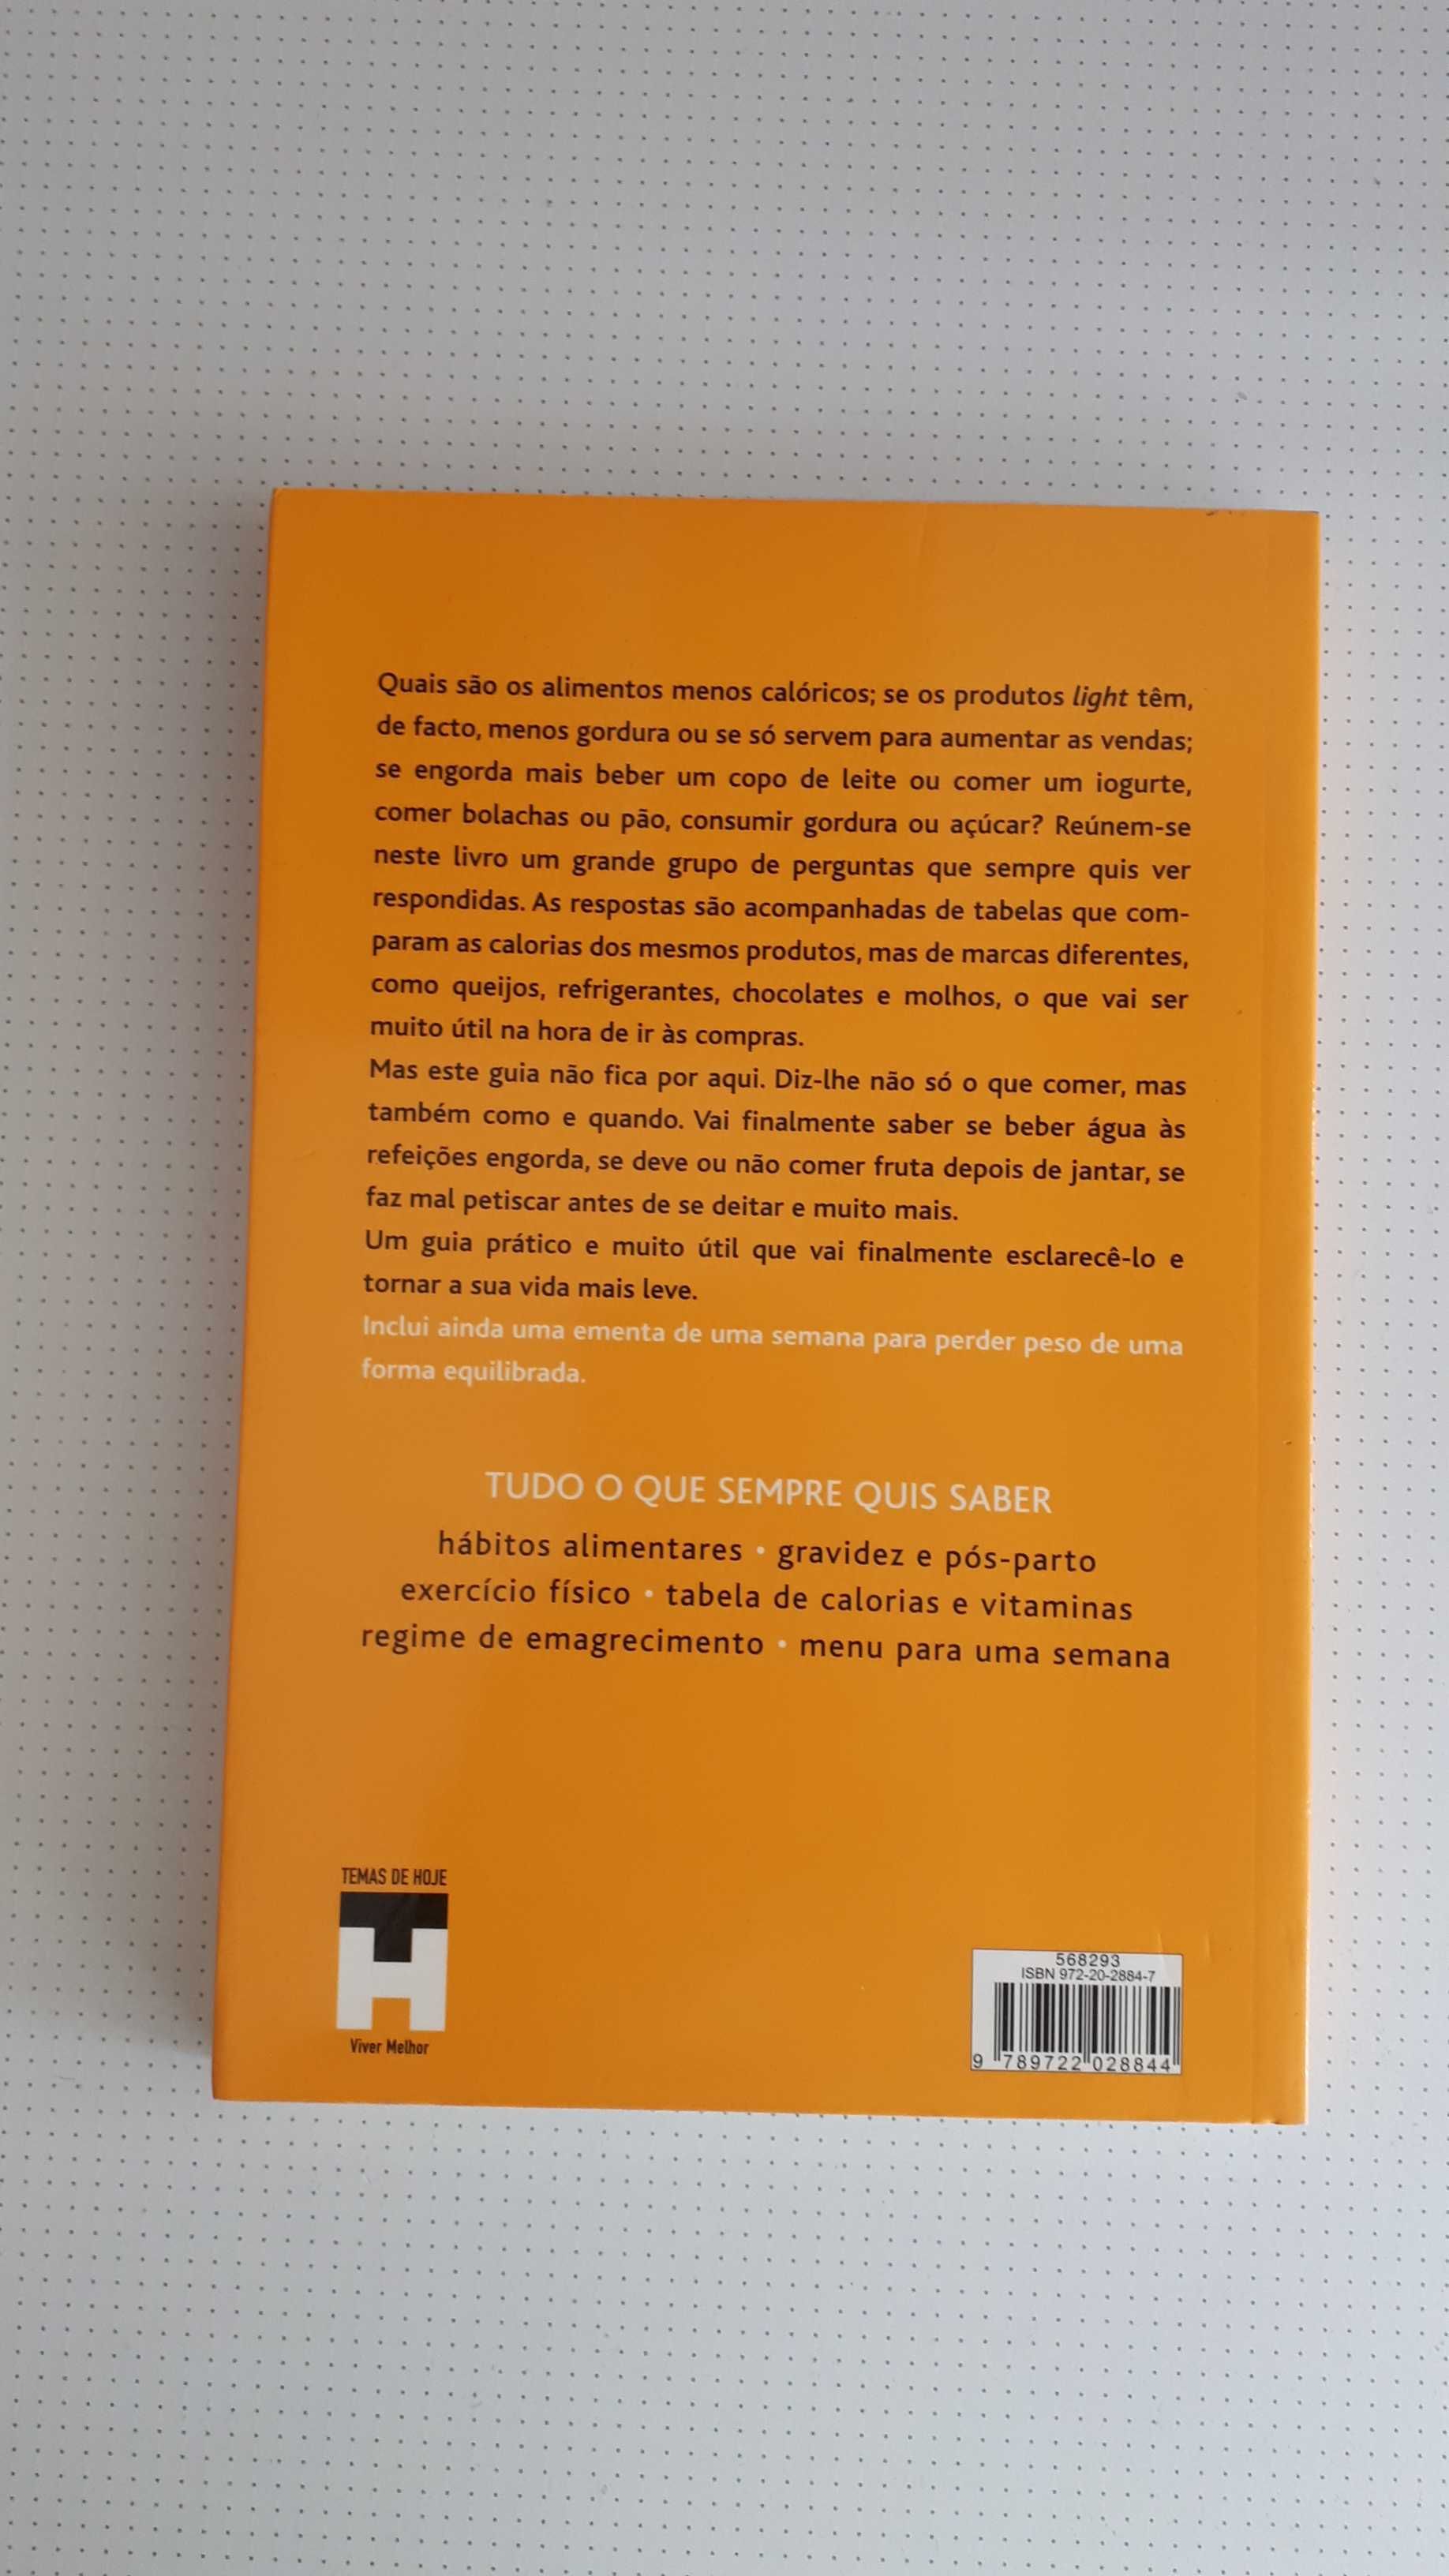 Quais são os alimentos menos calóricos; se os produtos light têm,
de facto, menos gordura ou se só servem para aumentar as vendas;
se engorda mais beber um copo de leite ou comer um iogurte,
comer bolachas ou pão, consumir gordura ou açúcar? Reúnem-se
neste livro um grande grupo de perguntas que sempre quis ver
respondidas. As respostas são acompanhadas de tabelas que com-
param as calorias dos mesmos produtos, mas de marcas diferentes,
como queijos, refrigerantes, chocolates e molhos, o que vai ser
muito útil na hora de ir às compras.
Mas este guia não fica por aqui. Diz-lhe não só o que comer, mas
também como e quando. Vai finalmente saber se beber água às
refeições engorda, se deve ou não comer fruta depois de jantar, se
faz mal petiscar antes de se deitar e muito mais.
Um guia prático e muito útil que vai finalmente esclarecê-lo e
tornar a sua vida mais leve.
Inclui ainda uma ementa de uma semana para perder peso de uma
forma equilibrada.
TUDO O QUE SEMPRE QUIS SABER
hábitos alimentares • gravidez e pós-parto
exercício físico • tabela de calorias e vitaminas
regime de emagrecimento • menu para uma semana
TEMAS DE HOJE
TH
Viver Melhor
568293
ISBN 972-20-2884-7
9 789722 028844